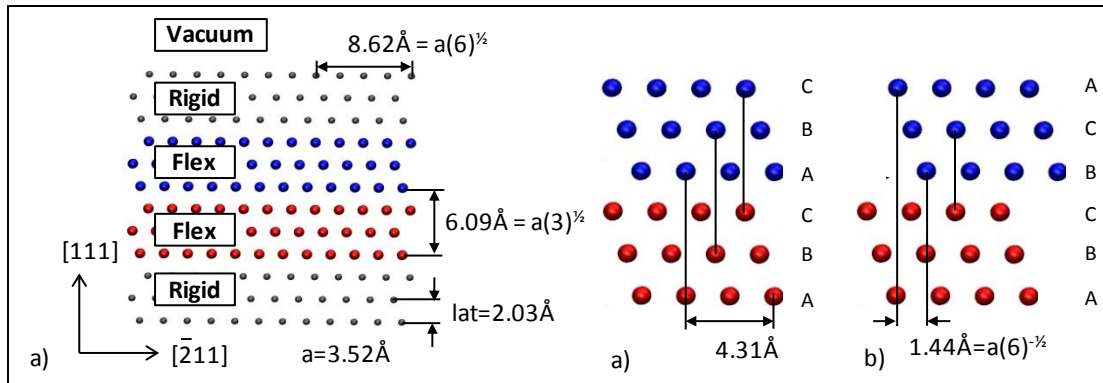 Vacuum
8.62Å = a(6)^½
Rigid
Flex
6.09Å = a(3)^½
Flex
[111]
Rigid
lat=2.03Å
a)
[2̄11]
a=3.52Å
C
B
A
C
B
A
a)
4.31Å
A
C
B
C
B
A
b)
1.44Å=a(6)^-½